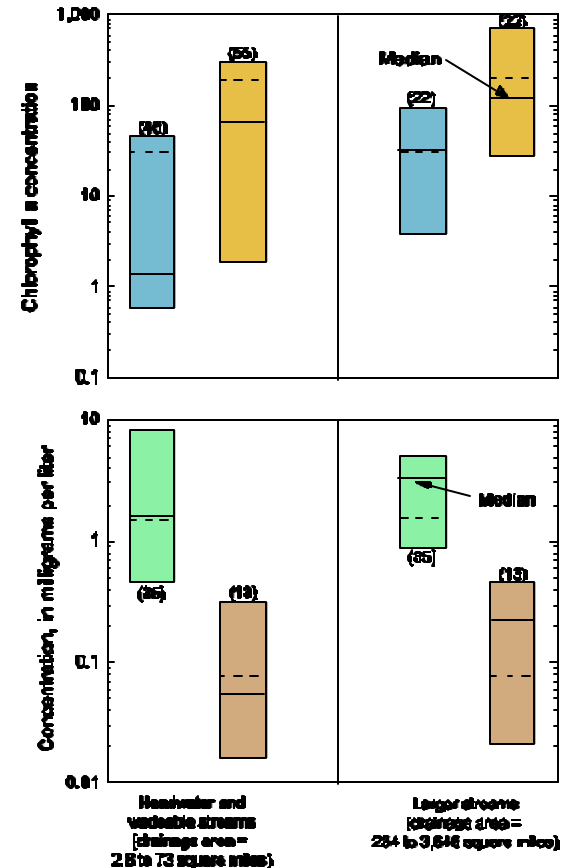 1,000
100
10
1
0.1
Chlorophyll a concentration
(55)
(22)
(22)
Median
10
1
0.1
0.01
Concentration, in milligrams per liter
(13)
(35)
(13)
Median
Headwater and
wadeable streams
(drainage area =
to 73 square miles)
Larger streams
(drainage area =
square miles)